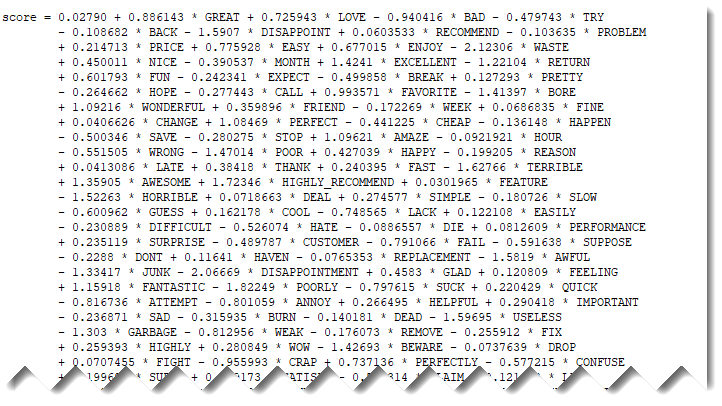 score = 0.02790 + 0.886143 * GREAT + 0.725943 * LOVE - 0.940416 * BAD - 0.479743 * TRY
- 0.108682 * BACK - 1.5907 * DISAPPOINT + 0.0603533 * RECOMMEND - 0.103635 * PROBLEM
+ 0.214713 * PRICE + 0.775928 * EASY + 0.677015 * ENJOY - 2.12306 * WASTE
+ 0.450011 * NICE - 0.390537 * MONTH + 1.4241 * EXCELLENT - 1.22104 * RETURN
+ 0.601793 * FUN - 0.242341 * EXPECT - 0.499858 * BREAK + 0.127293 * PRETTY
- 0.264662 * HOPE - 0.277443 * CALL + 0.993571 * FAVORITE - 1.41397 * BORE
+ 1.09216 * WONDERFUL + 0.359896 * FRIEND - 0.172269 * WEEK + 0.0686835 * FINE
+ 0.0406626 * CHANGE + 1.08469 * PERFECT - 0.441225 * CHEAP - 0.136148 * HAPPEN
- 0.500346 * SAVE - 0.280275 * STOP + 1.09621 * AMAZE - 0.0921921 * HOUR
- 0.551505 * WRONG - 1.47014 * POOR + 0.427039 * HAPPY - 0.199205 * REASON
+ 0.0413086 * LATE + 0.38418 * THANK + 0.240395 * FAST - 1.62766 * TERRIBLE
+ 1.35905 * AWESOME + 1.72346 * HIGHLY_RECOMMEND + 0.0301965 * FEATURE
- 1.52263 * HORRIBLE + 0.0718663 * DEAL + 0.274577 * SIMPLE - 0.180726 * SLOW
- 0.600962 * GUESS + 0.162178 * COOL - 0.748565 * LACK + 0.122108 * EASILY
- 0.230889 * DIFFICULT - 0.526074 * HATE - 0.0886557 * DIE + 0.0812609 * PERFORMANCE
+ 0.235119 * SURPRISE - 0.489787 * CUSTOMER - 0.791066 * FAIL - 0.591638 * SUPPOSE
- 0.2288 * DONT + 0.11641 * HAVEN - 0.0765353 * REPLACEMENT - 1.5819 * AWFUL
- 1.33417 * JUNK - 2.06669 * DISAPPOINTMENT + 0.4583 * GLAD + 0.120809 * FEELING
+ 1.15918 * FANTASTIC - 1.82249 * POORLY - 0.797615 * SUCK + 0.220429 * QUICK
- 0.816736 * ATTEMPT - 0.801059 * ANNOY + 0.266495 * HELPFUL + 0.290418 * IMPORTANT
- 0.236871 * SAD - 0.315935 * BURN - 0.140181 * DEAD - 1.59695 * USELESS
- 1.303 * GARBAGE - 0.812956 * WEAK - 0.176073 * REMOVE - 0.255912 * FIX
+ 0.259393 * HIGHLY + 0.280849 * WOW - 1.42693 * BEWARE - 0.0737639 * DROP
+ 0.0707455 * FIGHT - 0.955993 * CRAP + 0.737136 * PERFECTLY - 0.577215 * CONFUSE